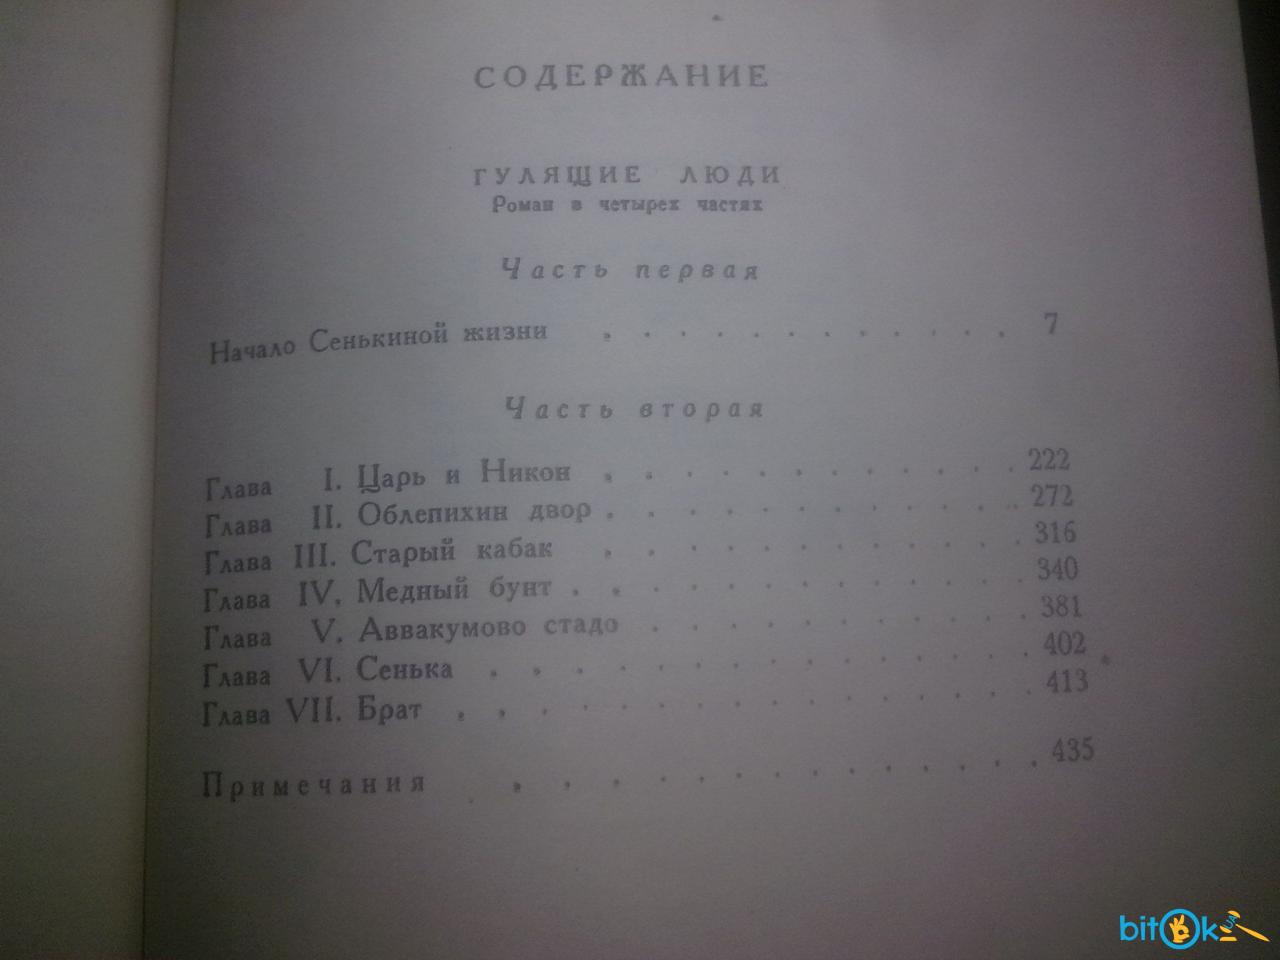 СОДЕРЖАНИЕ
ГУЛЯЩИЕ ЛЮДИ
Роман в четырех частях
Часть первая
Начало Сенькиной жизни . . . . . . . . . . . 7
Часть вторая
Глава I. Царь и Никон . . . . . . . . . . . 222
Глава II. Облепихин двор . . . . . . . . . . . 272
Глава III. Старый кабак . . . . . . . . . . . 316
Глава IV. Медный бунт . . . . . . . . . . . . 340
Глава V. Аввакумово стадо . . . . . . . . . . 381
Глава VI. Сенька . . . . . . . . . . . . . 402
Глава VII. Брат . . . . . . . . . . . . . . 413
Примечания . . . . . . . . . . . . 435
bitOk UA